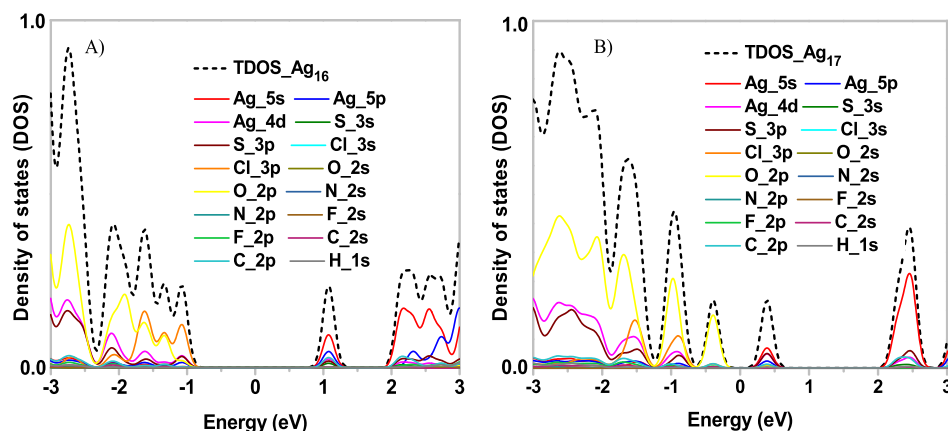 A)
1.0
0.0
Density of states (DOS)
-3 -2 -1 0 1 2 3
Energy (eV)
TDOS_Ag16
Ag_5s Ag_5p
Ag_4d S_3s
S_3p Cl_3s
Cl_3p O_2s
O_2p N_2s
N_2p F_2s
F_2p C_2s
C_2p H_1s
B)
1.0
0.0
Density of states (DOS)
-3 -2 -1 0 1 2 3
Energy (eV)
TDOS_Ag17
Ag_5s Ag_5p
Ag_4d S_3s
S_3p Cl_3s
Cl_3p O_2s
O_2p N_2s
N_2p F_2s
F_2p C_2s
C_2p H_1s